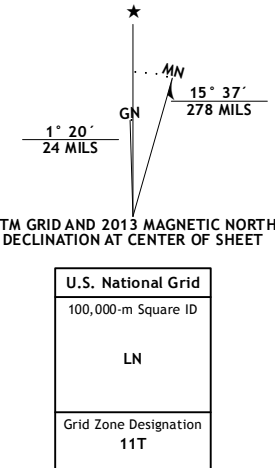 MN
GN
15° 37´
278 MILS
1° 20´
24 MILS
TM GRID AND 2013 MAGNETIC NORTH
DECLINATION AT CENTER OF SHEET
U.S. National Grid
100,000-m Square ID
LN
Grid Zone Designation
11T